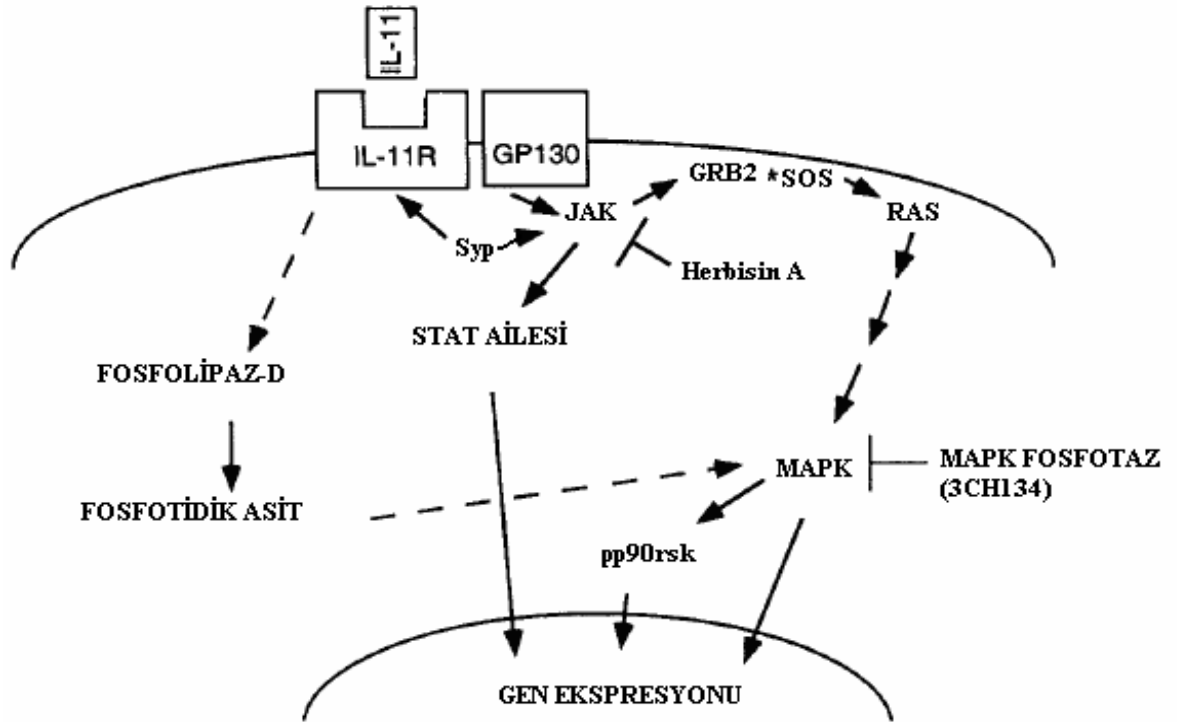 IL-11
IL-11R
GP130
GRB2 *SOS
JAK
RAS
Syp
Herbisin A
STAT AİLESİ
FOSFOLİPAZ-D
MAPK
MAPK FOSFOTAZ
(3CH134)
FOSFOTİDİK ASİT
pp90rsk
GEN EKSPRESYONU